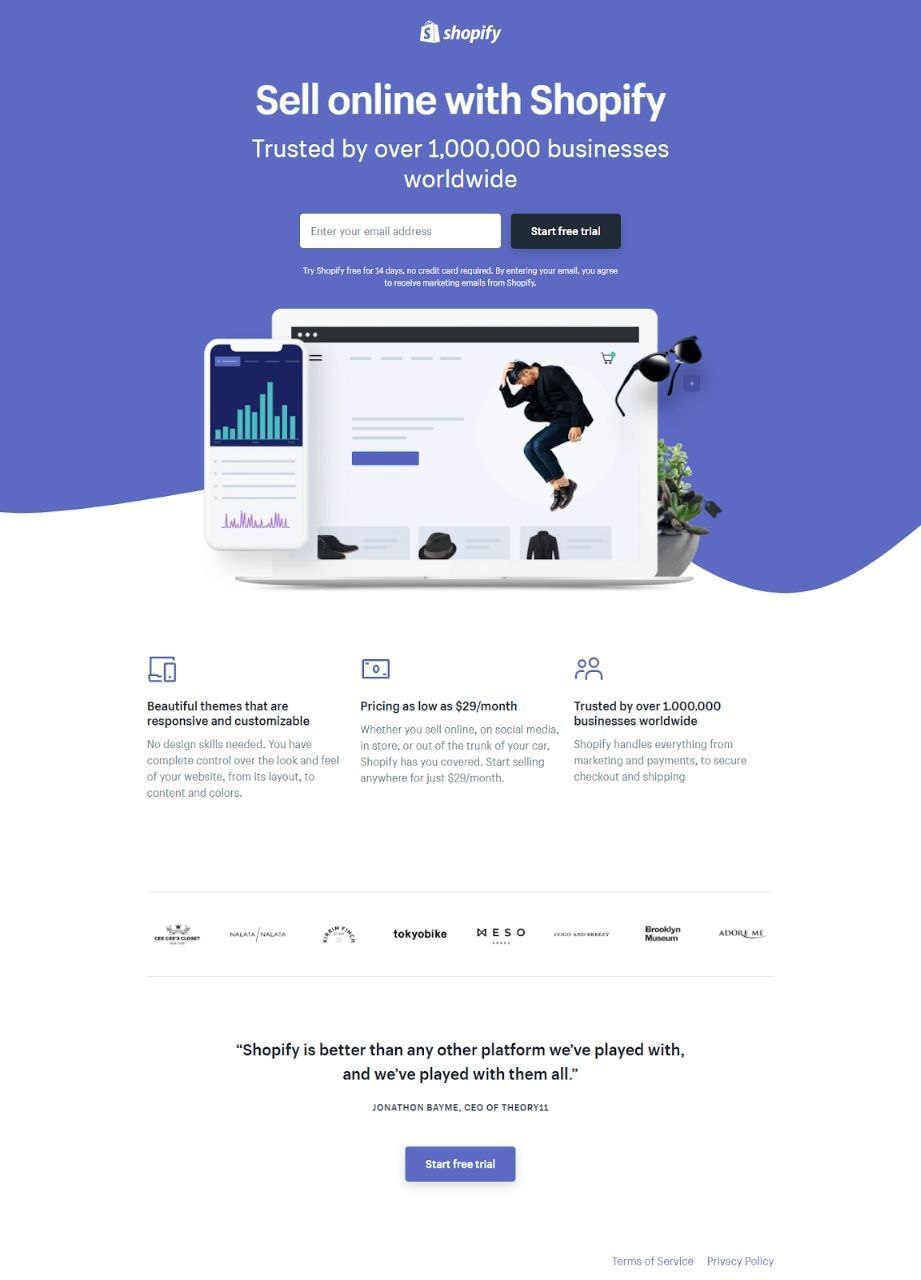 shopify
Sell online with Shopify
Trusted by over 1,000,000 businesses
worldwide
Enter your email address
Start free trial
Try Shopify free for 14 days, no credit card required. By entering your email, you agree
to receive marketing emails from Shopify.
Beautiful themes that are
responsive and customizable
No design skills needed. You have
complete control over the look and feel
of your website, from its layout, to
content and colors.
Pricing as low as $29/month
Whether you sell online, on social media,
in store, or out of the trunk of your car,
Shopify has you covered. Start selling
anywhere for just $29/month.
Trusted by over 1,000,000
businesses worldwide
Shopify handles everything from
marketing and payments, to secure
checkout and shipping
CEE CEE'S CLOSET
NEW YORK
NALATA / NALATA
KIRRIN FINCH
tokyobike
MESO
GOODS
COCO AND BREEZY
Brooklyn
Museum
ADORE ME
“Shopify is better than any other platform we’ve played with,
and we’ve played with them all.”
JONATHON BAYME, CEO OF THEORY11
Start free trial
Terms of Service
Privacy Policy